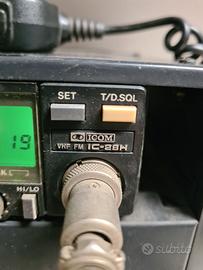 SET T/D.SQL
19
ICOM
VHF FM IC-28H
HI/LO
subito